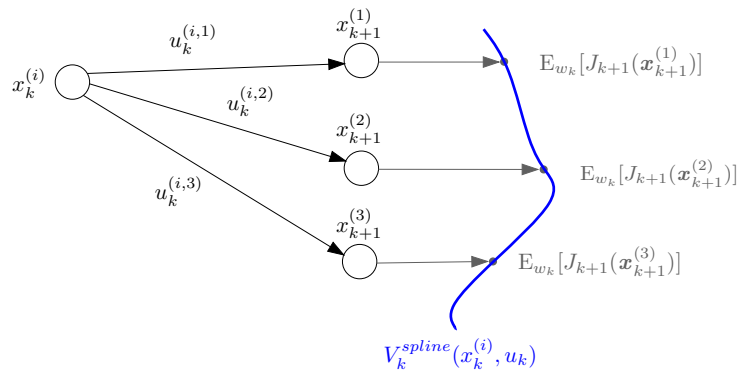 x_k^{(i)}
u_k^{(i,1)}
u_k^{(i,2)}
u_k^{(i,3)}
x_{k+1}^{(1)}
x_{k+1}^{(2)}
x_{k+1}^{(3)}
E_{w_k}[J_{k+1}(x_{k+1}^{(1)})]
E_{w_k}[J_{k+1}(x_{k+1}^{(2)})]
E_{w_k}[J_{k+1}(x_{k+1}^{(3)})]
V_k^{spline}(x_k^{(i)}, u_k)